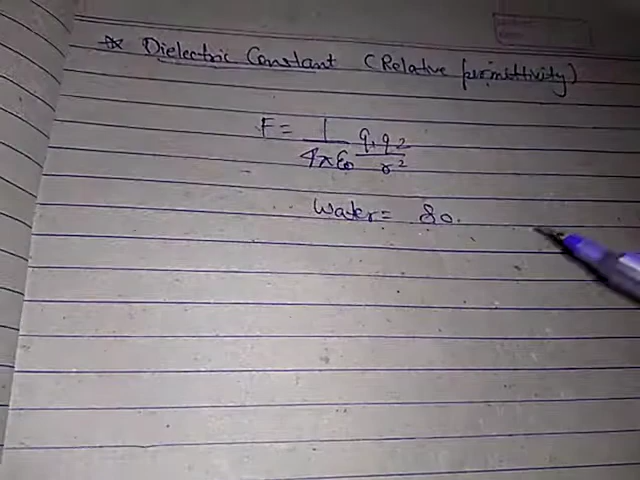 * Dielectric Constant (Relative permittivity)
F = 1/4πε0 q1q2/r²
Water = 80.